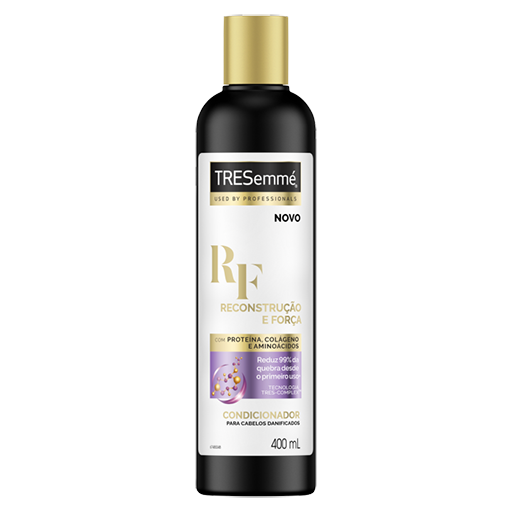 TRESemmé
USED BY PROFESSIONALS
NOVO
RF
RECONSTRUÇÃO
E FORÇA
COM PROTEÍNA, COLÁGENO
E AMINOÁCIDOS
Reduz 99% da
quebra desde
o primeiro uso*
TECNOLOGIA
TRES-COMPLEX
CONDICIONADOR
PARA CABELOS DANIFICADOS
400 mL